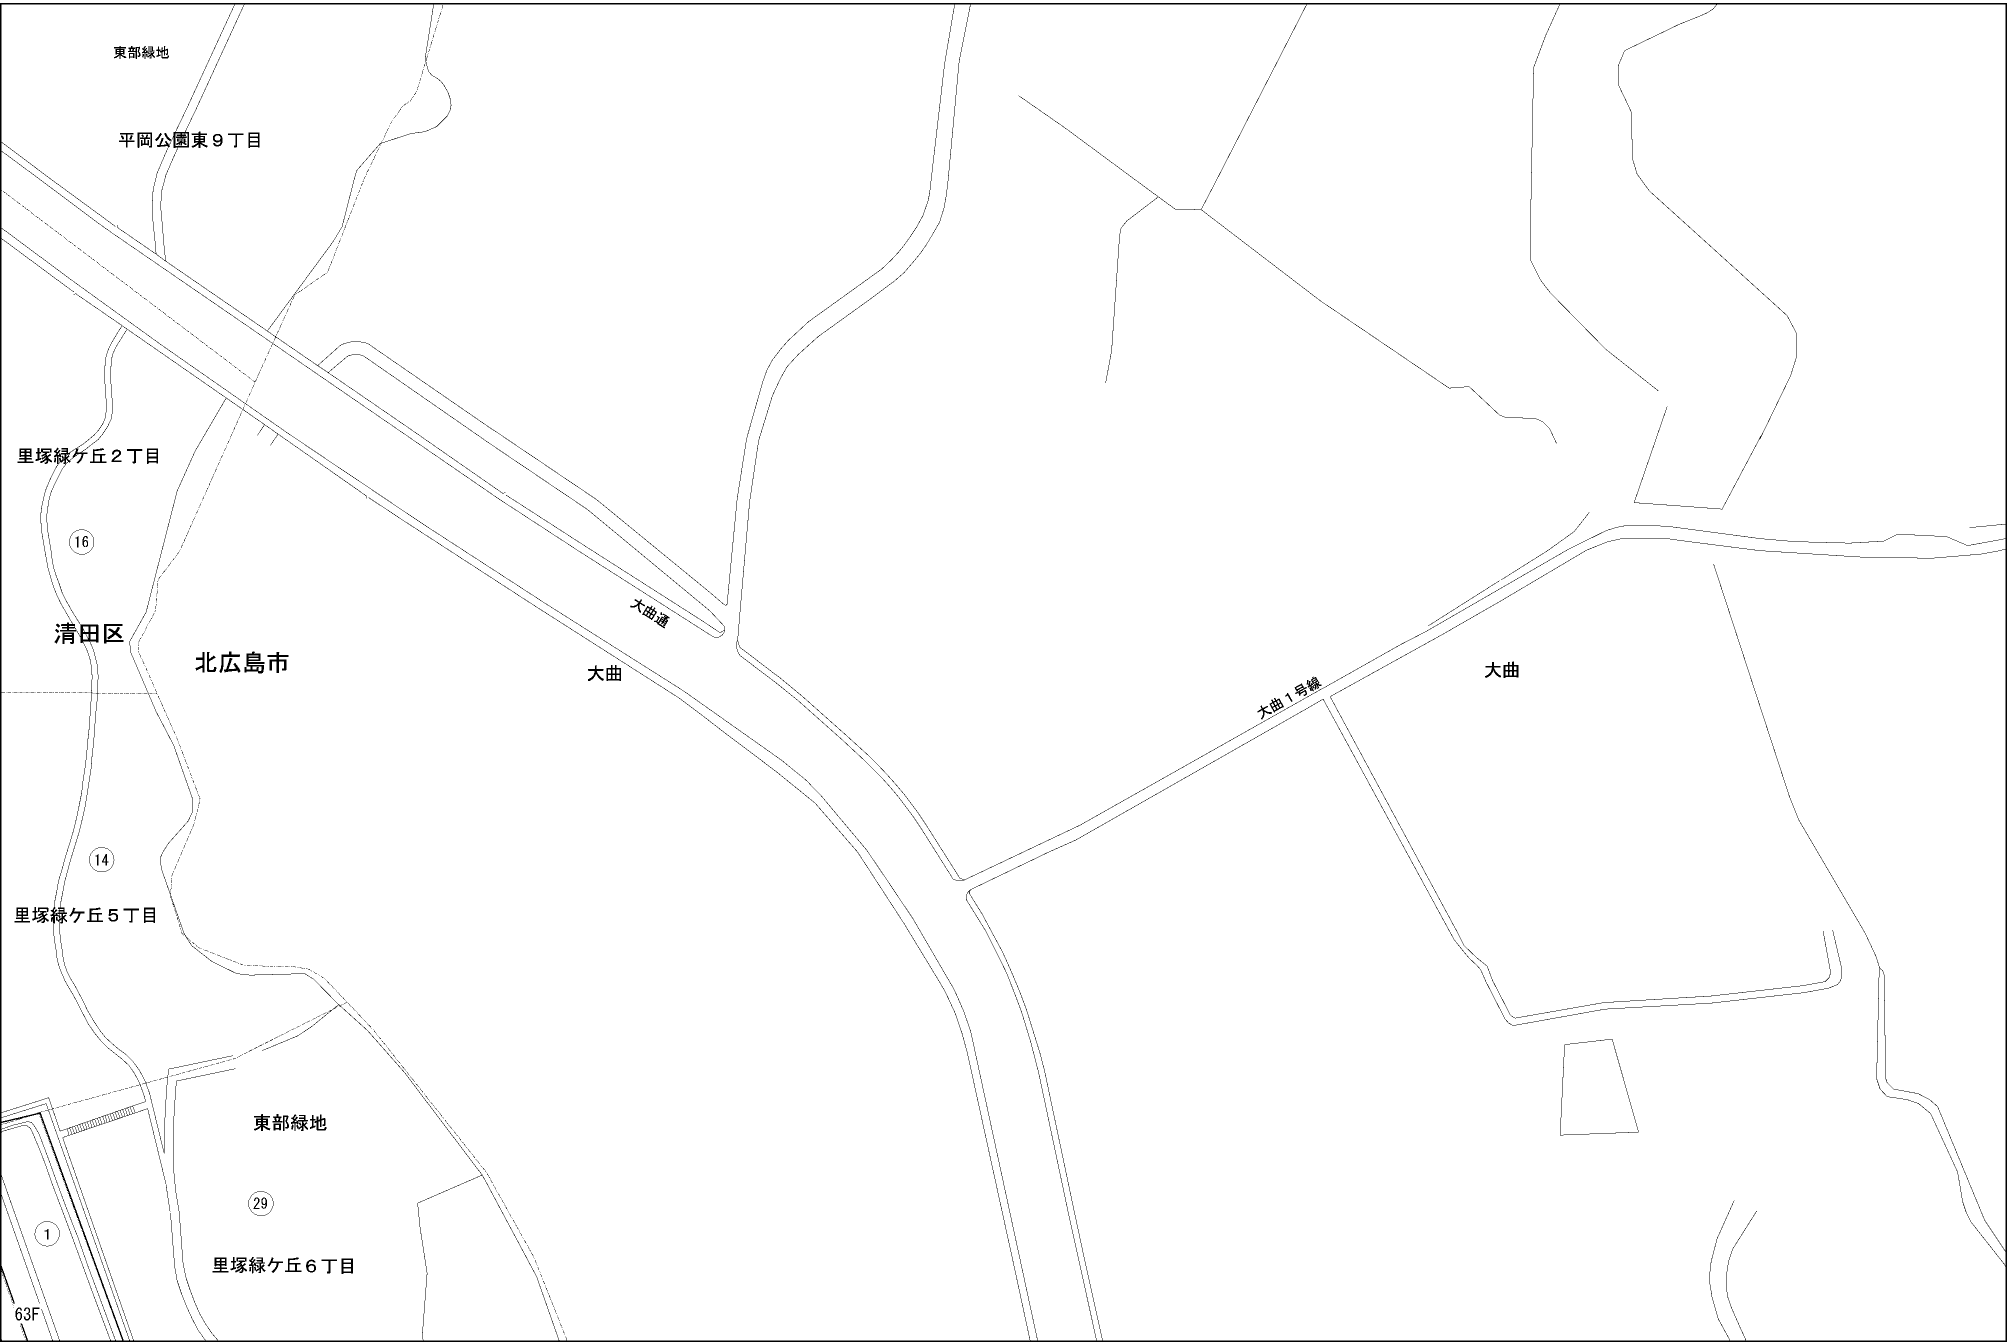 東部緑地
平岡公園東９丁目
里塚緑ケ丘２丁目
16
大曲通
清田区
北広島市
大曲
大曲
大曲１号線
14
里塚緑ケ丘５丁目
東部緑地
29
1
里塚緑ケ丘６丁目
63F